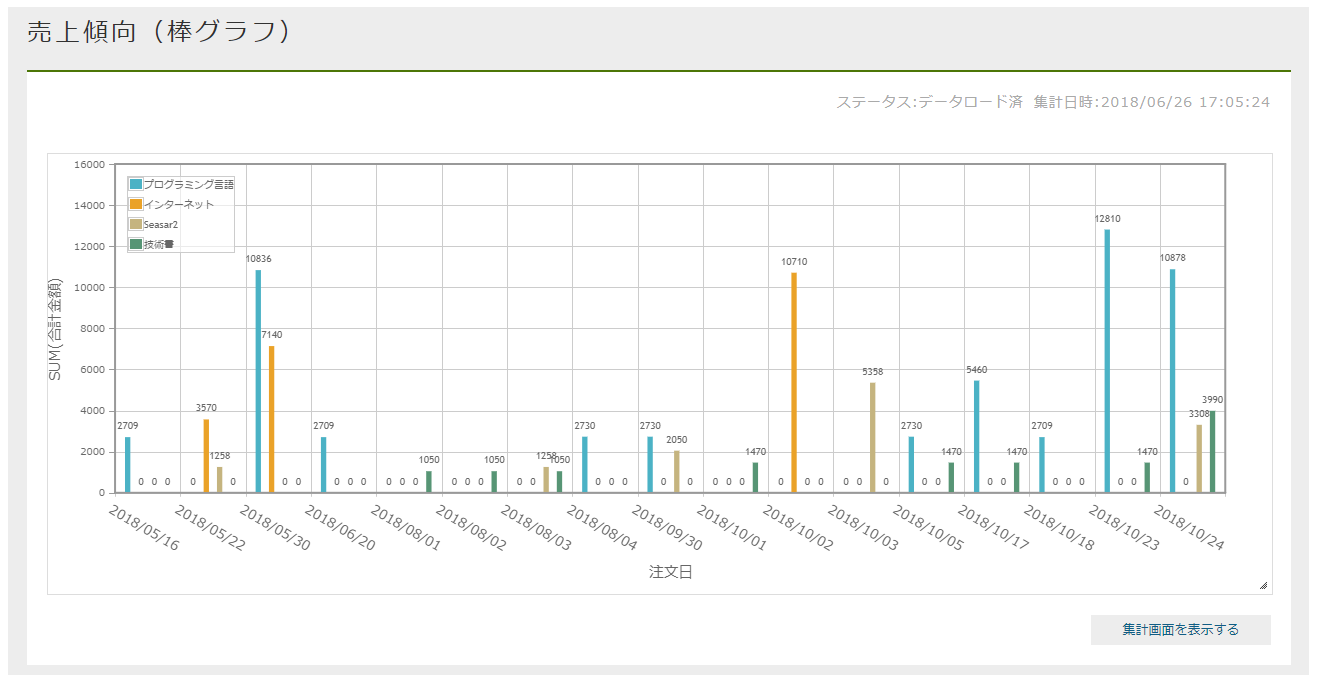 売上傾向（棒グラフ）
ステータス:データロード済 集計日時:2018/06/26 17:05:24
16000
14000
12000
10000
8000
6000
4000
2000
0
SUM(合計金額)
プログラミング言語
インターネット
Seasar2
技術書
2709 0 0 0
0 3570 1258 0
10836 7140 0 0
2709 0 0 0
0 0 0 1050
0 0 0 1050
0 0 1258 1050
2730 0 0 0
2730 0 2050 0
0 0 0 1470
0 10710 0 0
0 0 5358 0
2730 0 0 1470
5460 0 0 1470
2709 0 0 0
12810 0 0 1470
10878 0 3308 3990
2018/05/16
2018/05/22
2018/05/30
2018/06/20
2018/08/01
2018/08/02
2018/08/03
2018/08/04
2018/09/30
2018/10/01
2018/10/02
2018/10/03
2018/10/05
2018/10/17
2018/10/18
2018/10/23
2018/10/24
注文日
集計画面を表示する